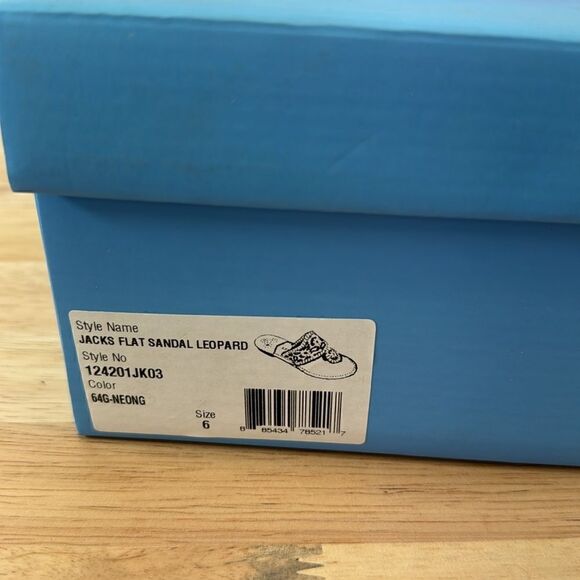 Style Name
JACKS FLAT SANDAL LEOPARD
Style No
124201JK03
Color
64G-NEONG
Size
6
8 85434 78521 7